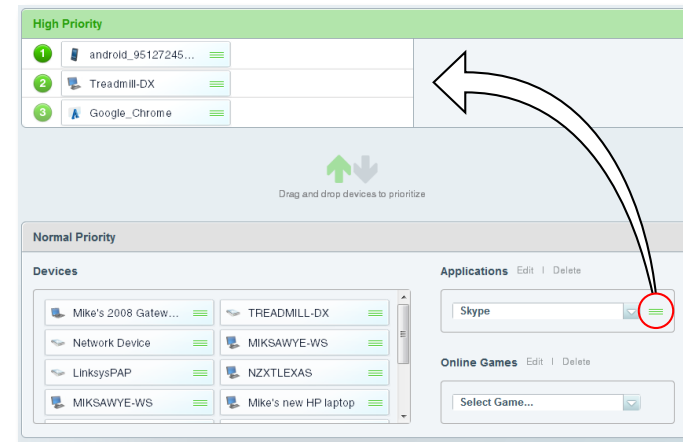 High Priority
1 android_95127245...
2 Treadmill-DX
3 Google_Chrome
Drag and drop devices to prioritize
Normal Priority
Devices
Mike's 2008 Gatew...
TREADMILL-DX
Network Device
MIKSAWYE-WS
LinksysPAP
NZXTLEXAS
MIKSAWYE-WS
Mike's new HP laptop
Applications Edit | Delete
Skype
Online Games Edit | Delete
Select Game...